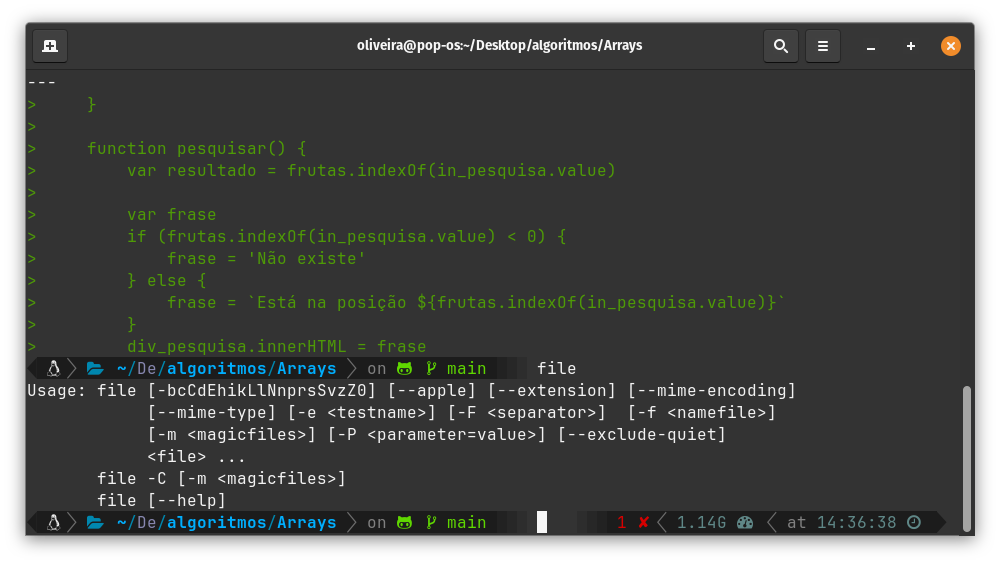 oliveira@pop-os:~/Desktop/algoritmos/Arrays
---
>     }
>
>     function pesquisar() {
>         var resultado = frutas.indexOf(in_pesquisa.value)
>
>         var frase
>         if (frutas.indexOf(in_pesquisa.value) < 0) {
>             frase = 'Não existe'
>         } else {
>             frase = `Está na posição ${frutas.indexOf(in_pesquisa.value)}`
>         }
>         div_pesquisa.innerHTML = frase
~/De/algoritmos/Arrays on main file
Usage: file [-bcCdEhikLlNnprsSvzZ0] [--apple] [--extension] [--mime-encoding]
            [--mime-type] [-e <testname>] [-F <separator>]  [-f <namefile>]
            [-m <magicfiles>] [-P <parameter=value>] [--exclude-quiet]
            <file> ...
       file -C [-m <magicfiles>]
       file [--help]
~/De/algoritmos/Arrays on main 1 ✘ 1.14G at 14:36:38